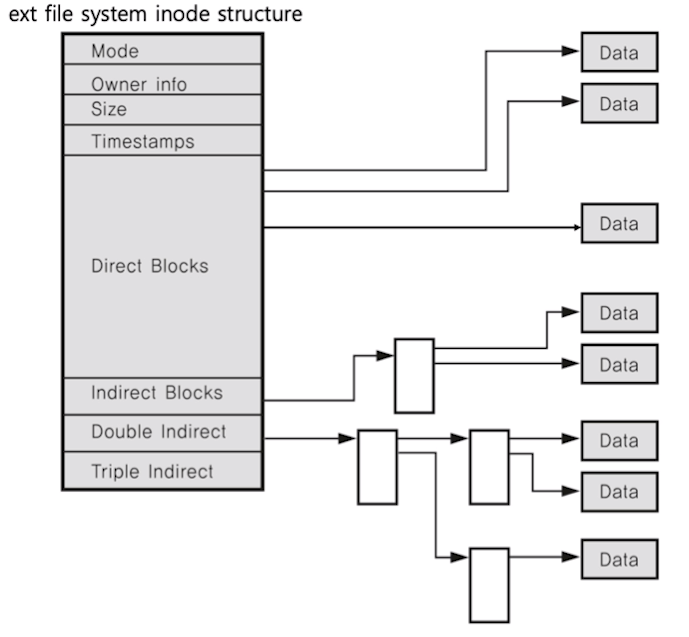 ext file system inode structure
Mode
Owner info
Size
Timestamps
Direct Blocks
Indirect Blocks
Double Indirect
Triple Indirect
Data
Data
Data
Data
Data
Data
Data
Data